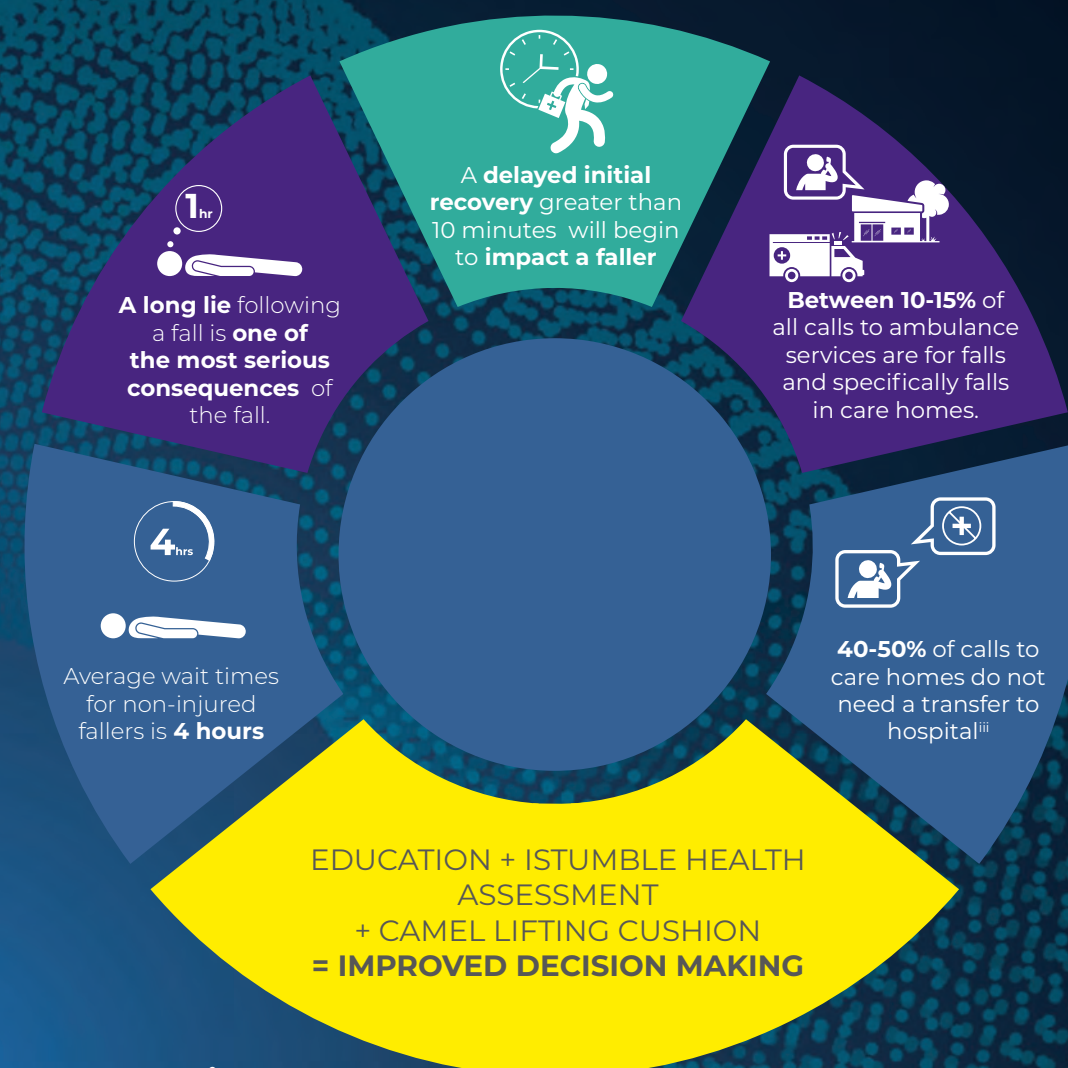 A delayed initial
recovery greater than
10 minutes will begin
to impact a faller
Between 10-15% of
all calls to ambulance
services are for falls
and specifically falls
in care homes.
40-50% of calls to
care homes do not
need a transfer to
hospitaliii
EDUCATION + ISTUMBLE HEALTH
ASSESSMENT
+ CAMEL LIFTING CUSHION
= IMPROVED DECISION MAKING
4hrs
Average wait times
for non-injured
fallers is 4 hours
1hr
A long lie following
a fall is one of
the most serious
consequences of
the fall.